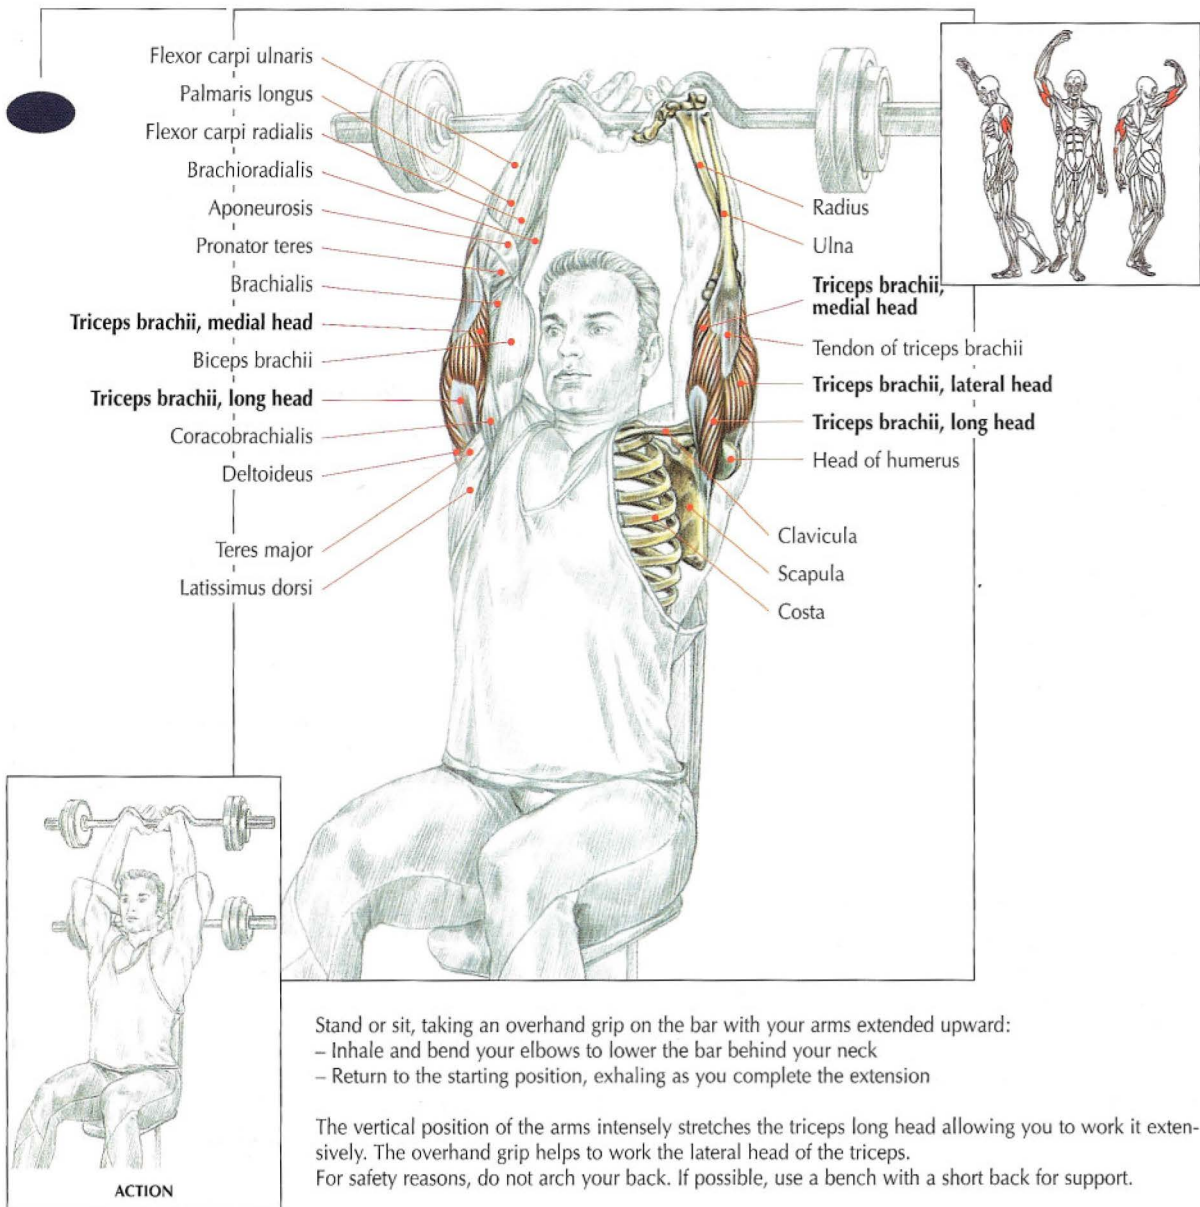 Flexor carpi ulnaris
Palmaris longus
Flexor carpi radialis
Brachioradialis
Aponeurosis
Pronator teres
Brachialis
Triceps brachii, medial head
Biceps brachii
Triceps brachii, long head
Coracobrachialis
Deltoideus
Teres major
Latissimus dorsi
Radius
Ulna
Triceps brachii,
medial head
Tendon of triceps brachii
Triceps brachii, lateral head
Triceps brachii, long head
Head of humerus
Clavicula
Scapula
Costa
ACTION
Stand or sit, taking an overhand grip on the bar with your arms extended upward:
– Inhale and bend your elbows to lower the bar behind your neck
– Return to the starting position, exhaling as you complete the extension
The vertical position of the arms intensely stretches the triceps long head allowing you to work it exten-
sively. The overhand grip helps to work the lateral head of the triceps.
For safety reasons, do not arch your back. If possible, use a bench with a short back for support.